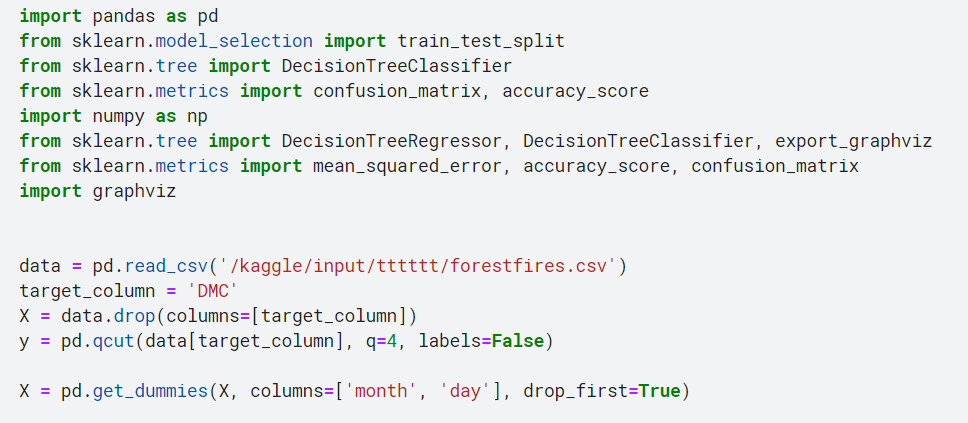 import pandas as pd
from sklearn.model_selection import train_test_split
from sklearn.tree import DecisionTreeClassifier
from sklearn.metrics import confusion_matrix, accuracy_score
import numpy as np
from sklearn.tree import DecisionTreeRegressor, DecisionTreeClassifier, export_graphviz
from sklearn.metrics import mean_squared_error, accuracy_score, confusion_matrix
import graphviz
data = pd.read_csv('/kaggle/input/tttttt/forestfires.csv')
target_column = 'DMC'
X = data.drop(columns=[target_column])
y = pd.qcut(data[target_column], q=4, labels=False)
X = pd.get_dummies(X, columns=['month', 'day'], drop_first=True)